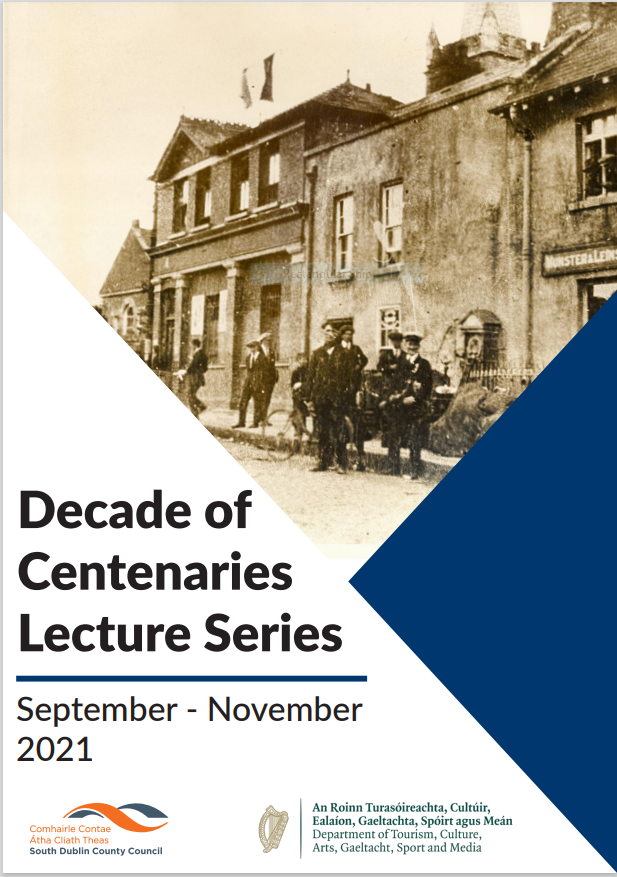 MUNSTER & LEINS
Decade of
Centenaries
Lecture Series
September - November
2021
Comhairle Contae
Átha Cliath Theas
South Dublin County Council
An Roinn Turasóireachta, Cultúir,
Ealaíon, Gaeltachta, Spóirt agus Meán
Department of Tourism, Culture,
Arts, Gaeltacht, Sport and Media